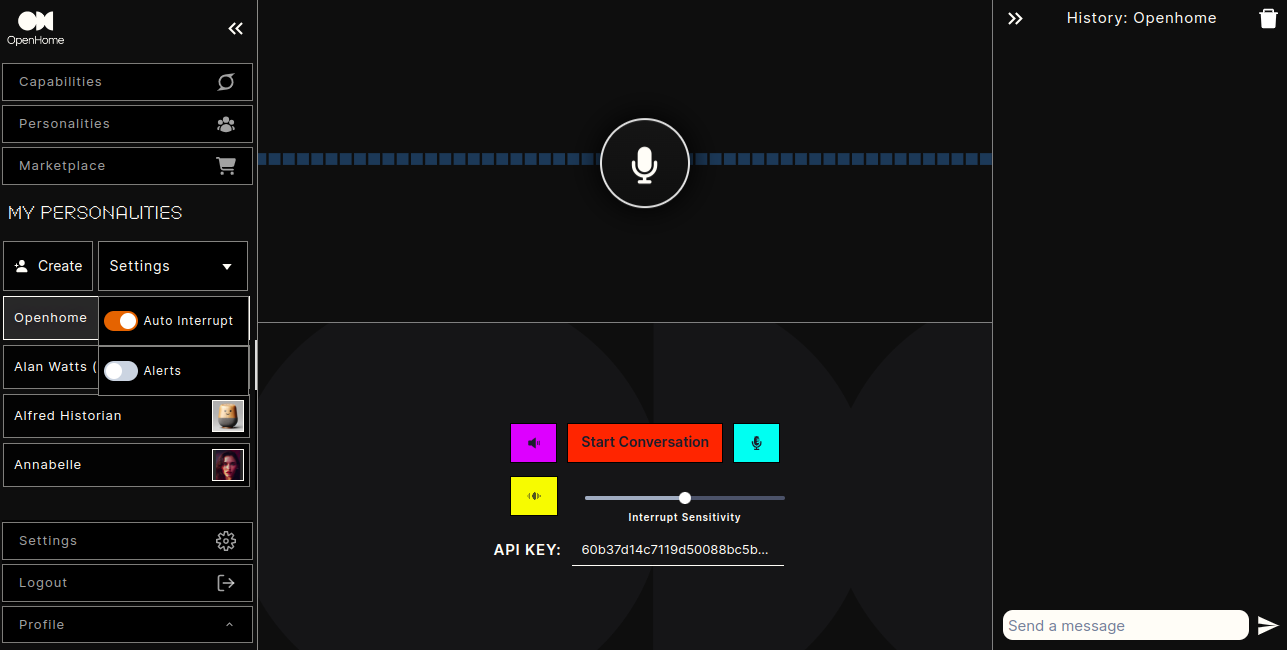 OpenHome
Capabilities
Personalities
Marketplace
MY PERSONALITIES
Create
Settings
Openhome
Auto Interrupt
Alan Watts (
Alerts
Alfred Historian
Annabelle
Settings
Logout
Profile
Start Conversation
Interrupt Sensitivity
API KEY: 60b37d14c7119d50088bc5b...
History: Openhome
Send a message